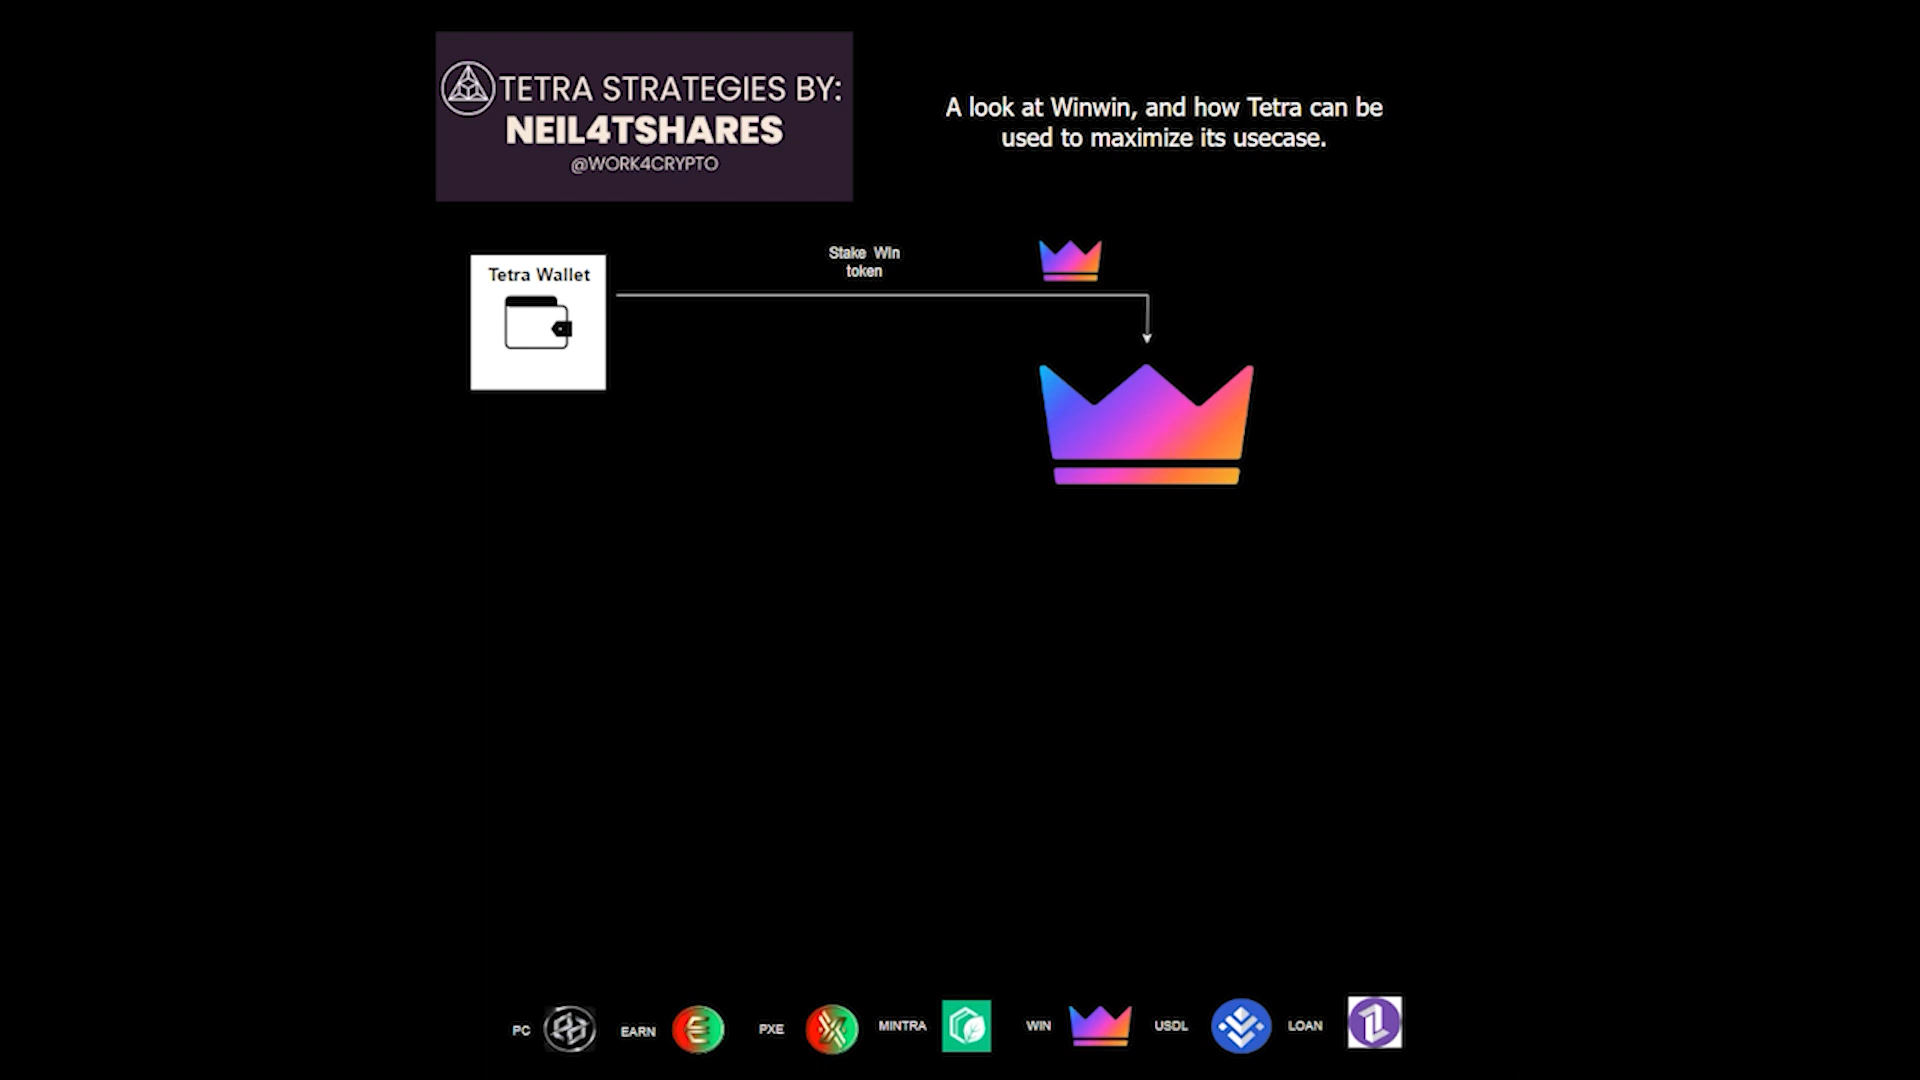 TETRA STRATEGIES BY:
NEIL4TSHARES
@WORK4CRYPTO
A look at Winwin, and how Tetra can be
used to maximize its usecase.
Tetra Wallet
Stake Win
token
PC
EARN
PXE
MINTRA
WIN
USDL
LOAN